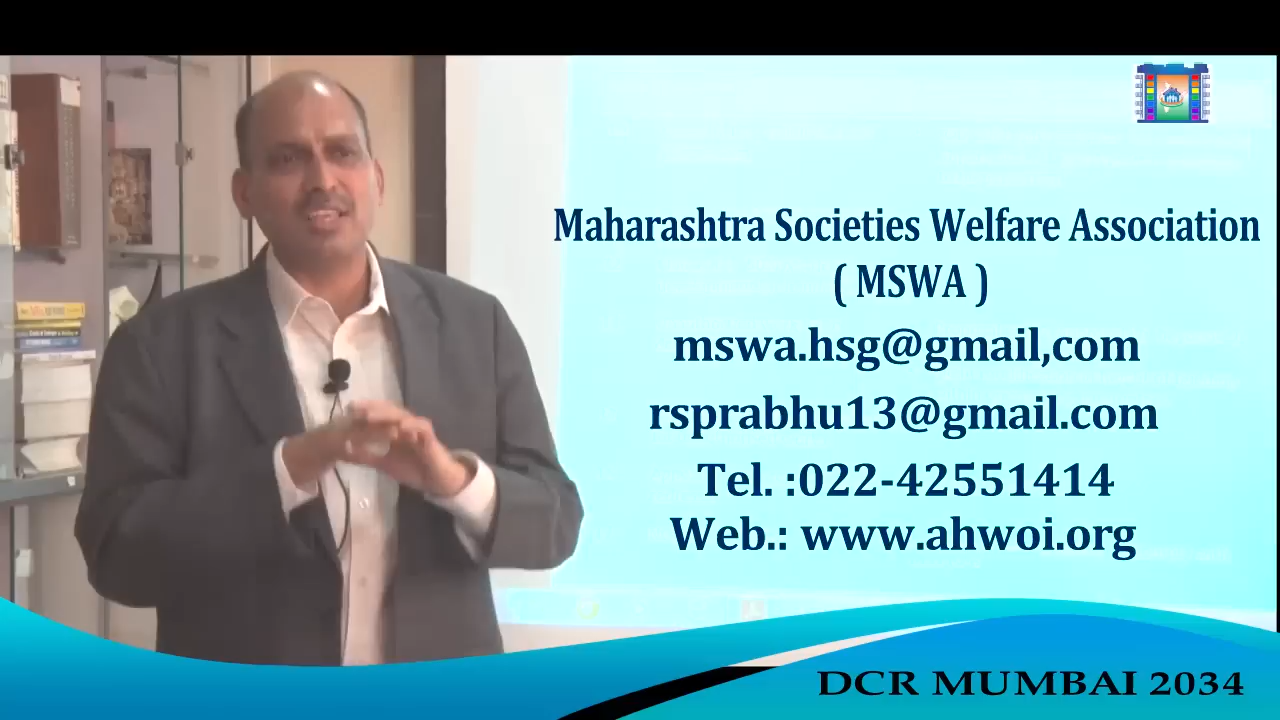 Maharashtra Societies Welfare Association
( MSWA )
mswa.hsg@gmail,com
rsprabhu13@gmail.com
Tel. :022-42551414
Web.: www.ahwoi.org
DCR MUMBAI 2034